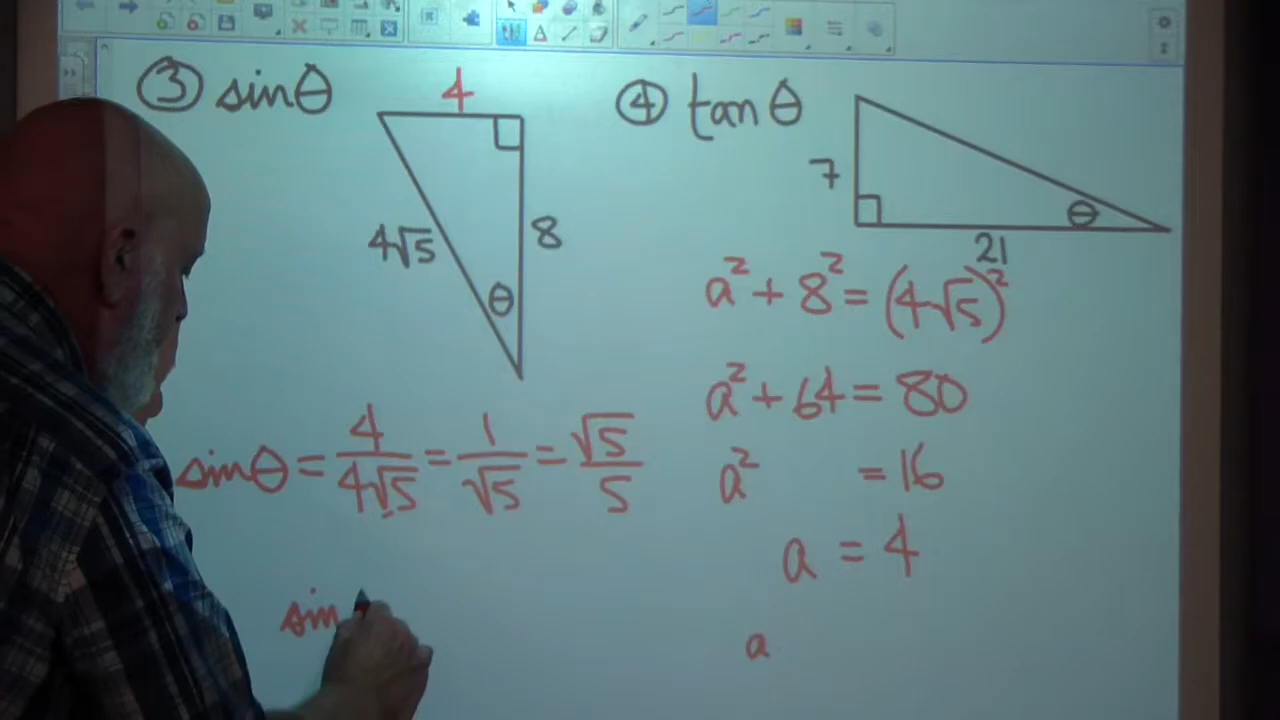 ③ sinθ
4
4√5
8
θ
④ tan θ
7
θ
21
a² + 8² = (4√5)²
a² + 64 = 80
a² = 16
a = 4
a
sinθ = 4/4√5 = 1/√5 = √5/5
sin